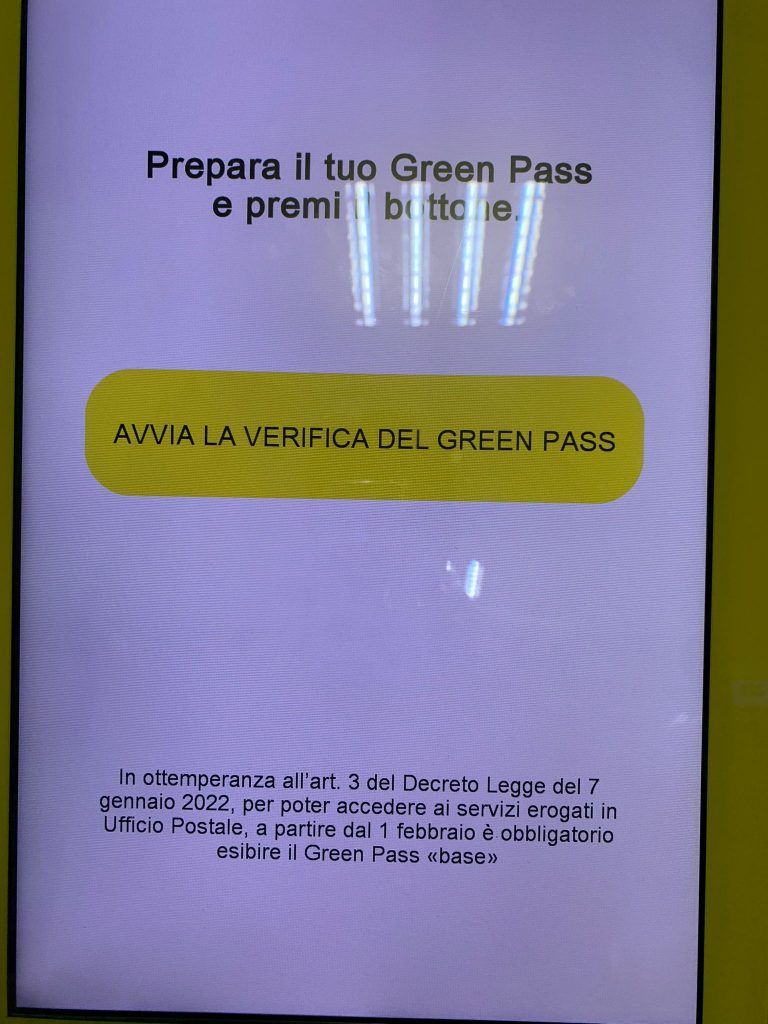 Prepara il tuo Green Pass
e premi il bottone.
AVVIA LA VERIFICA DEL GREEN PASS
In ottemperanza all'art. 3 del Decreto Legge del 7
gennaio 2022, per poter accedere ai servizi erogati in
Ufficio Postale, a partire dal 1 febbraio è obbligatorio
esibire il Green Pass «base»